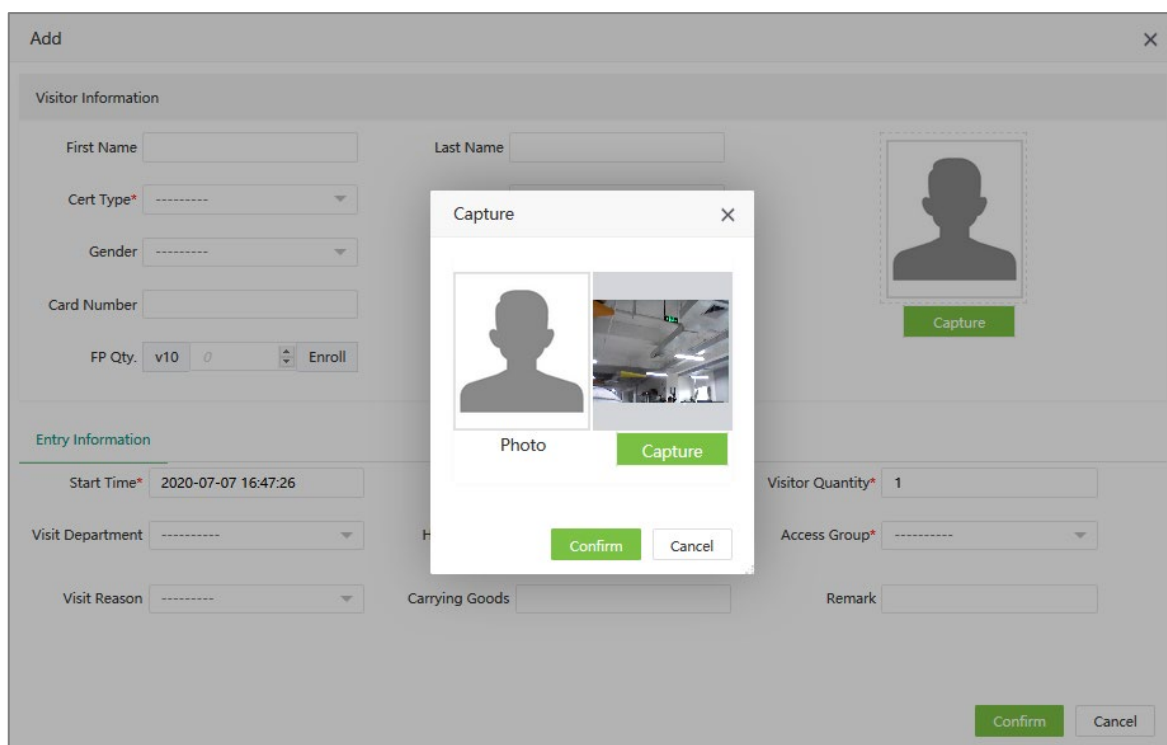 Add
Visitor Information
First Name
Last Name
Cert Type* ---------
Gender ---------
Card Number
FP Qty. v10 0 Enroll
Capture
Capture
Photo
Capture
Confirm Cancel
Entry Information
Start Time* 2020-07-07 16:47:26
Visitor Quantity* 1
Visit Department ----------
H
Access Group* ----------
Visit Reason ---------
Carrying Goods
Remark
Confirm Cancel